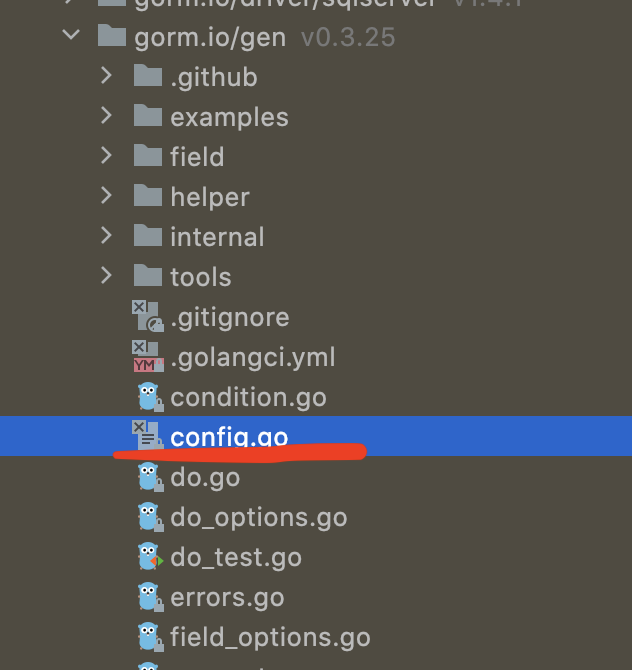 gorm.io/driver/sqlserver v1.4.1
gorm.io/gen v0.3.25
.github
examples
field
helper
internal
tools
.gitignore
YM
.golangci.yml
condition.go
config.go
do.go
do_options.go
do_test.go
errors.go
field_options.go